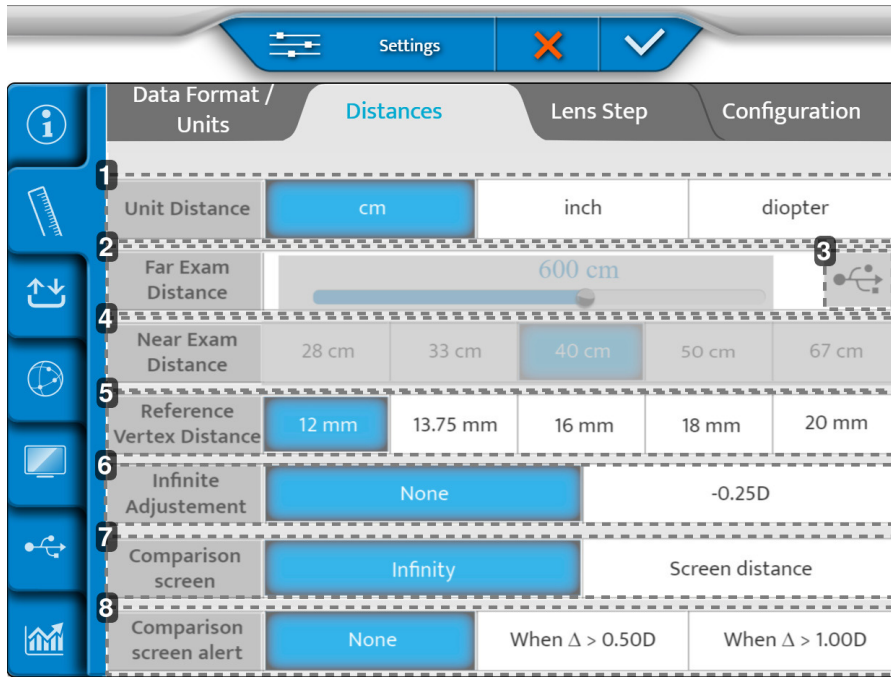 Settings
Data Format /
Units
Distances
Lens Step
Configuration
1
Unit Distance
cm
inch
diopter
2
3
Far Exam
Distance
600 cm
4
Near Exam
Distance
28 cm
33 cm
40 cm
50 cm
67 cm
5
Reference
Vertex Distance
12 mm
13.75 mm
16 mm
18 mm
20 mm
6
Infinite
Adjustement
None
-0.25D
7
Comparison
screen
Infinity
Screen distance
8
Comparison
screen alert
None
When Δ > 0.50D
When Δ > 1.00D